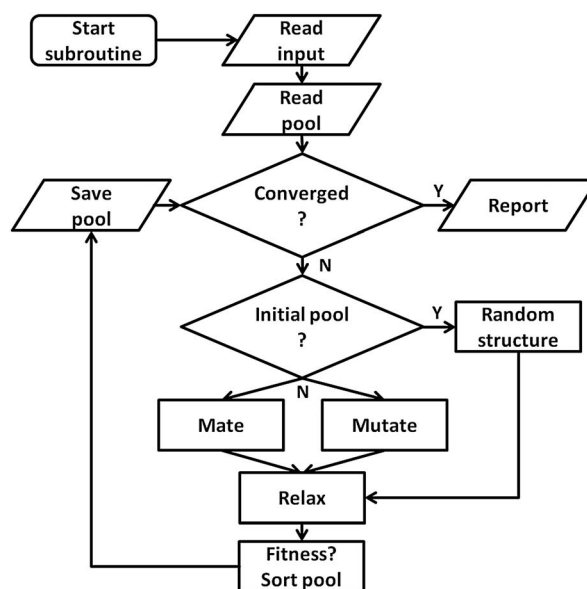 Start
subroutine
Read
input
Read
pool
Save
pool
Converged
?
Y
Report
N
Initial pool
?
Y
Random
structure
N
Mate
Mutate
Relax
Fitness?
Sort pool